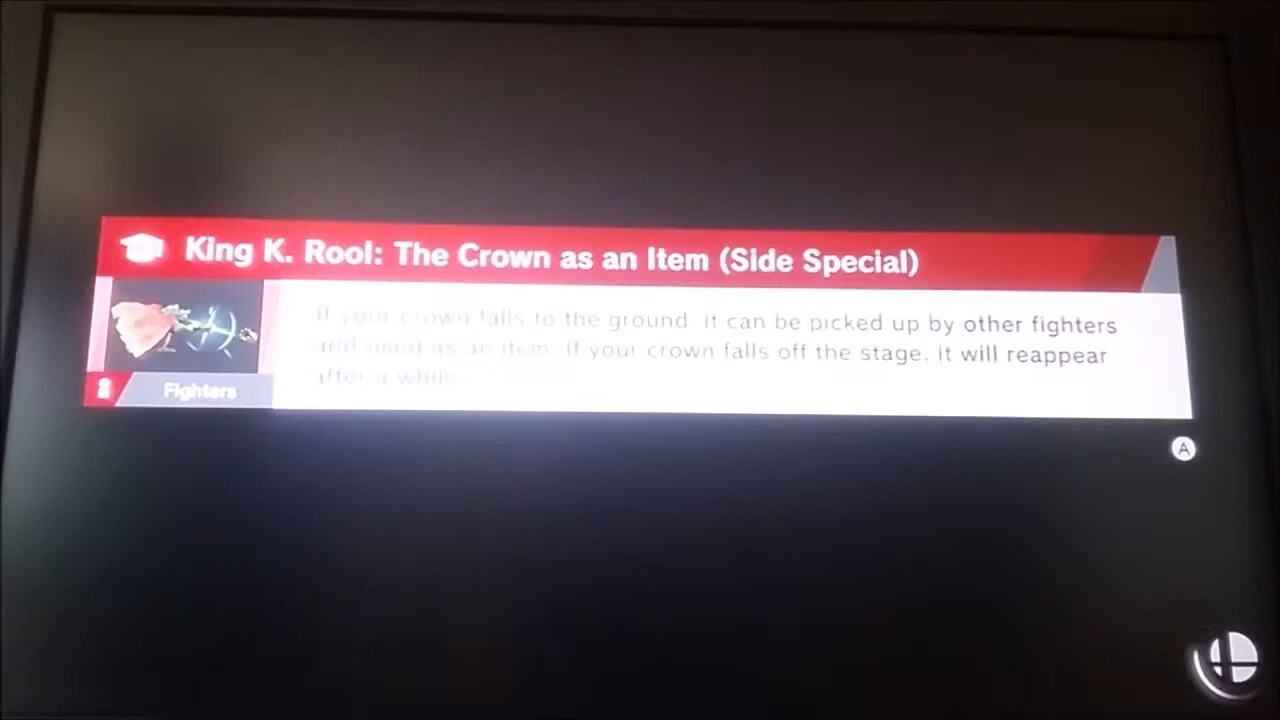 King K. Rool: The Crown as an Item (Side Special)
If your crown falls to the ground, it can be picked up by other fighters
and used as an item. If your crown falls off the stage, it will reappear
after a while.
Fighters
A